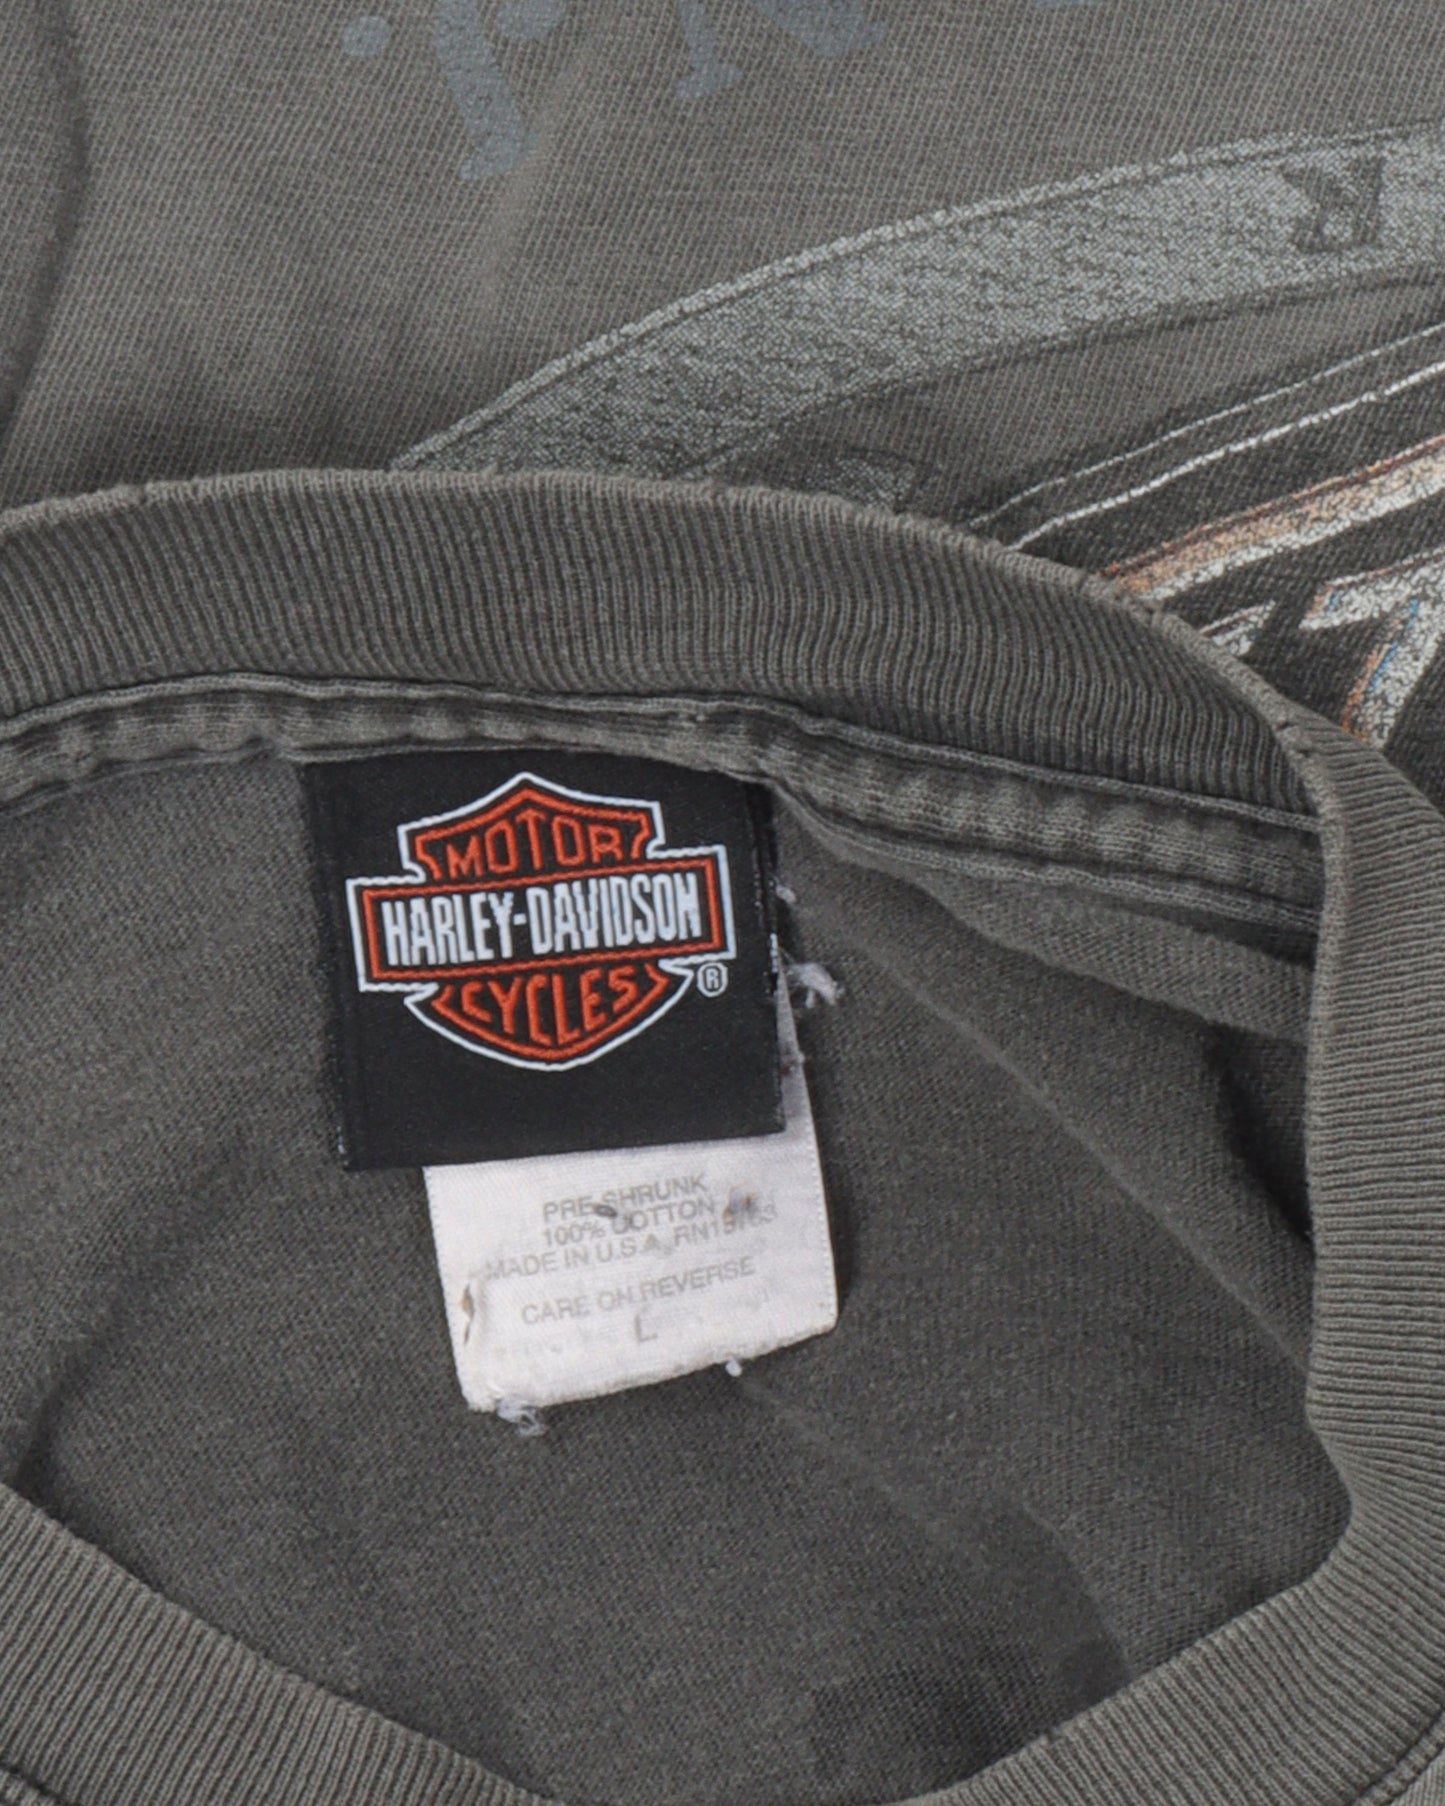 MOTOR
HARLEY-DAVIDSON
CYCLES
®
PRE-SHRUNK
100% COTTON
MADE IN U.S.A.
CARE ON REVERSE
L
R